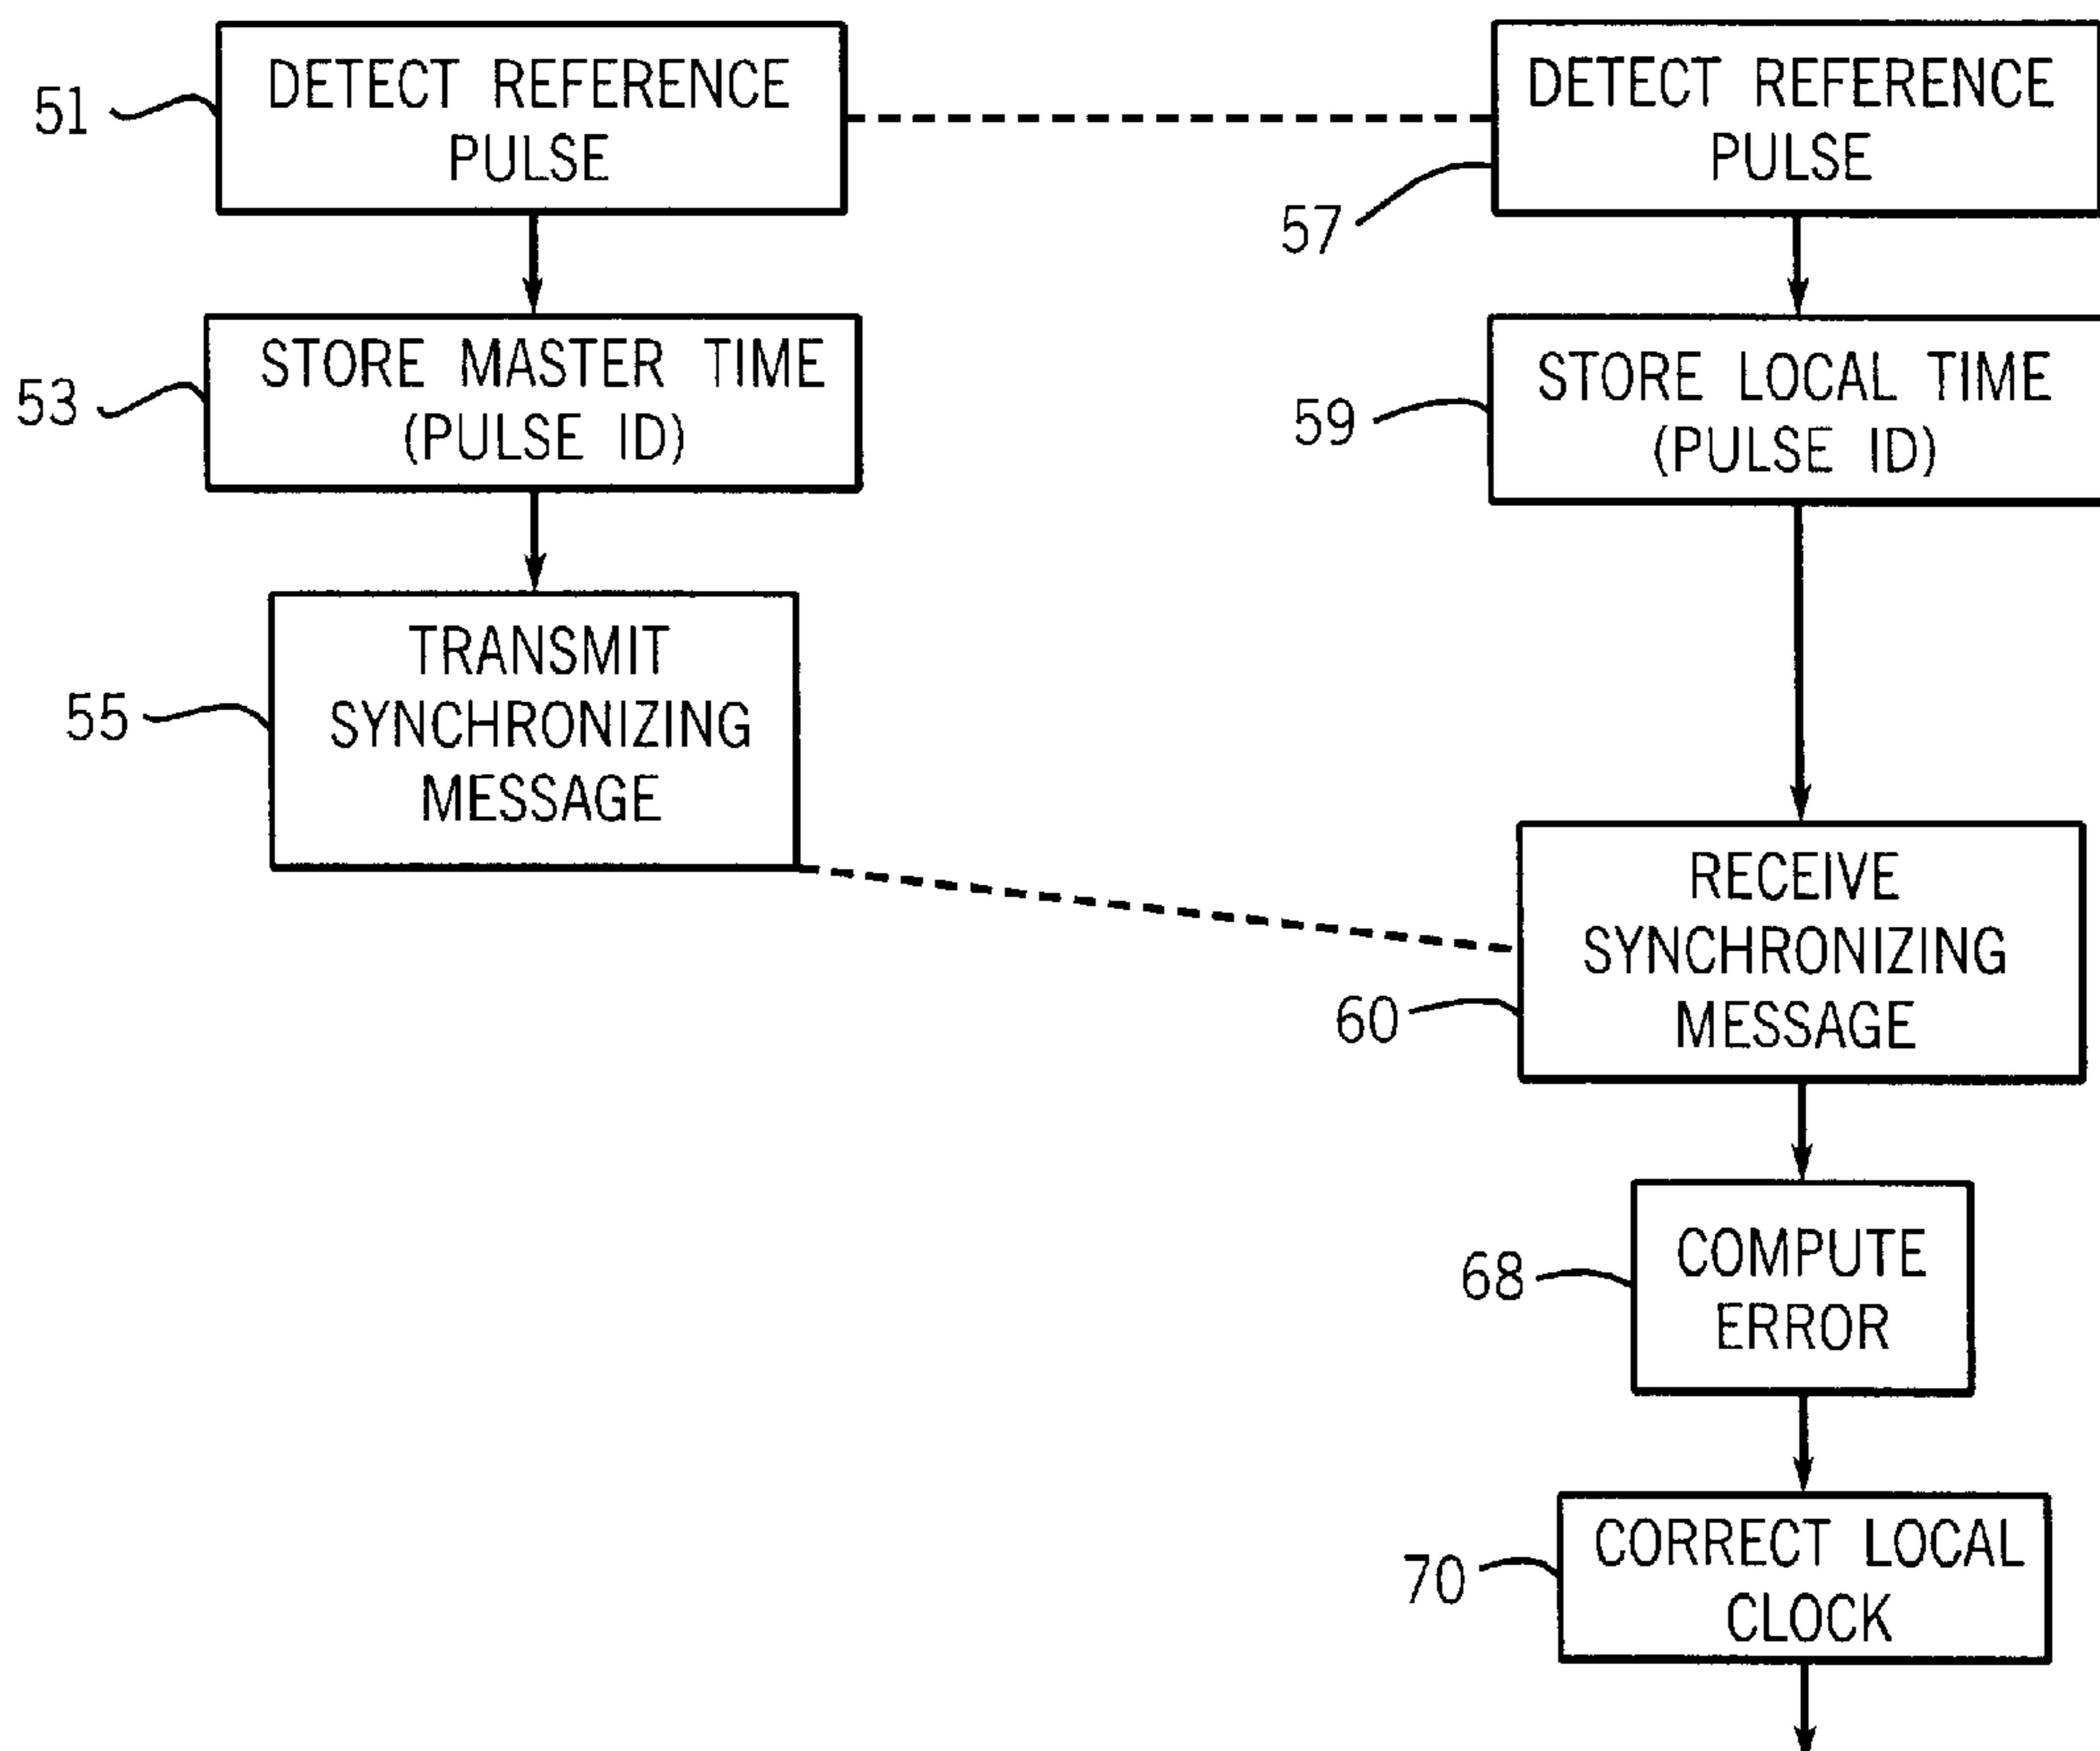 51
DETECT REFERENCE
PULSE
53
STORE MASTER TIME
(PULSE ID)
55
TRANSMIT
SYNCHRONIZING
MESSAGE
DETECT REFERENCE
PULSE
57
STORE LOCAL TIME
(PULSE ID)
59
RECEIVE
SYNCHRONIZING
MESSAGE
60
COMPUTE
ERROR
68
CORRECT LOCAL
CLOCK
70